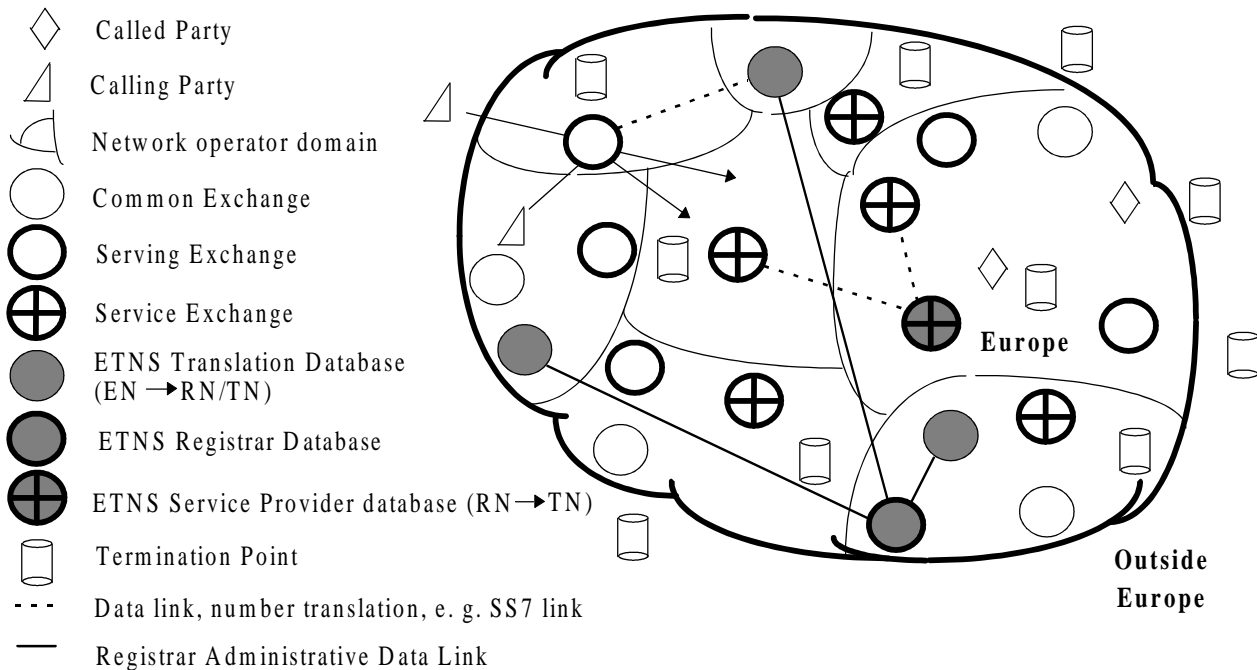 Called Party
Calling Party
Network operator domain
Common Exchange
Serving Exchange
Service Exchange
ETNS Translation Database
(EN → RN/TN)
ETNS Registrar Database
ETNS Service Provider database (RN→TN)
Termination Point
Data link, number translation, e. g. SS7 link
Registrar Administrative Data Link
Europe
Outside
Europe